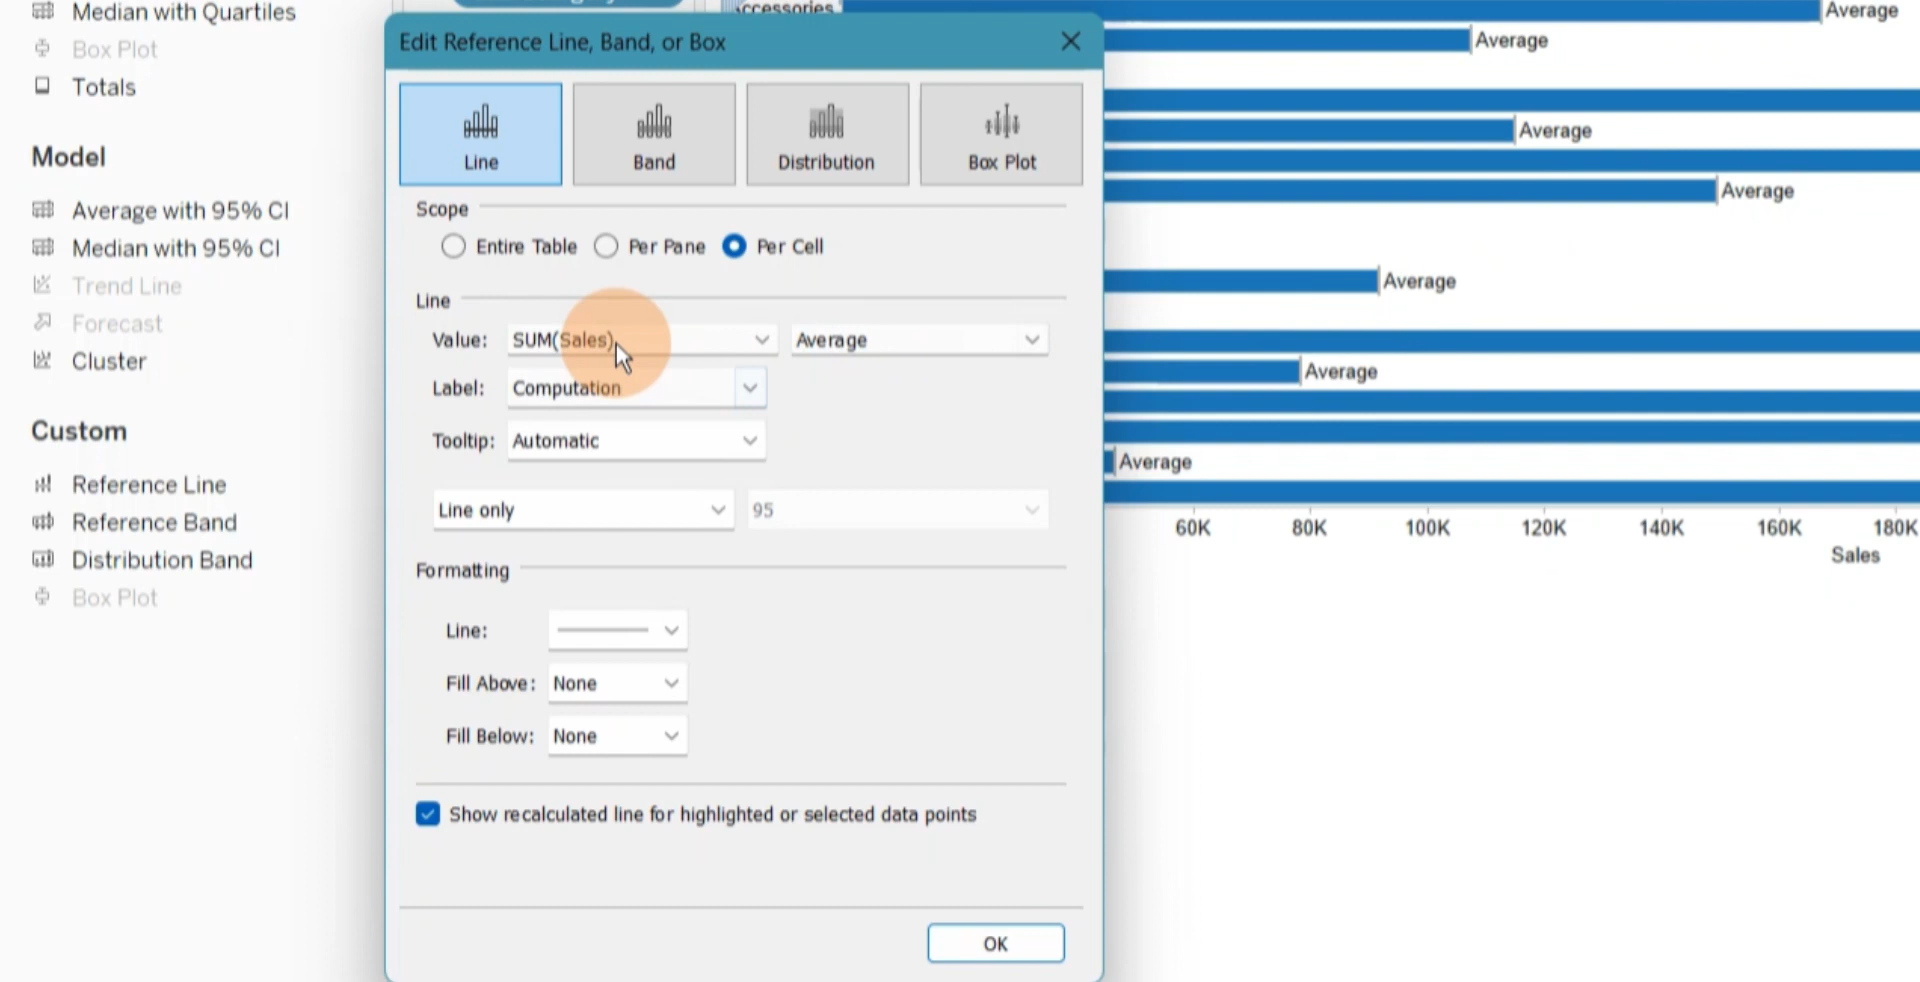 Median with Quartiles
Box Plot
Totals
Model
Average with 95% CI
Median with 95% CI
Trend Line
Forecast
Cluster
Custom
Reference Line
Reference Band
Distribution Band
Box Plot
Edit Reference Line, Band, or Box
Line
Band
Distribution
Box Plot
Scope
Entire Table
Per Pane
Per Cell
Line
Value: SUM(Sales) Average
Label: Computation
Tooltip: Automatic
Line only 95
Formatting
Line:
Fill Above: None
Fill Below: None
Show recalculated line for highlighted or selected data points
OK
Average
Average
Average
Average
Average
Average
Average
60K 80K 100K 120K 140K 160K 180K
Sales